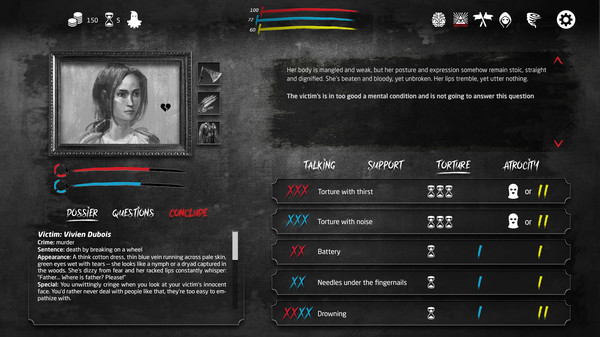 150 5
100
77
60
Her body is mangled and weak, but her posture and expression somehow remain stoic, straight
and dignified. She's beaten and bloody, yet unbroken. Her lips tremble, yet utter nothing.
The victim's is in too good a mental condition and is not going to answer this question
TALKING SUPPORT TORTURE ATROCITY
XXX Torture with thirst or
XXX Torture with noise or
XX Battery
XX Needles under the fingernails
XXXX Drowning
DOSSIER QUESTIONS CONCLUDE
Victim: Vivien Dubois
Crime: murder
Sentence: death by breaking on a wheel
Appearance: A think cotton dress, thin blue vein running across pale skin,
green eyes wet with tears – she looks like a nymph or a dryad captured in
the woods. She's dizzy from fear and her racked lips constantly whisper:
"Father... Where is father? Please!"
Special: You unwittingly cringe when you look at your victim's innocent
face. You'd rather never deal with people like that, they're too easy to em-
pathize with.